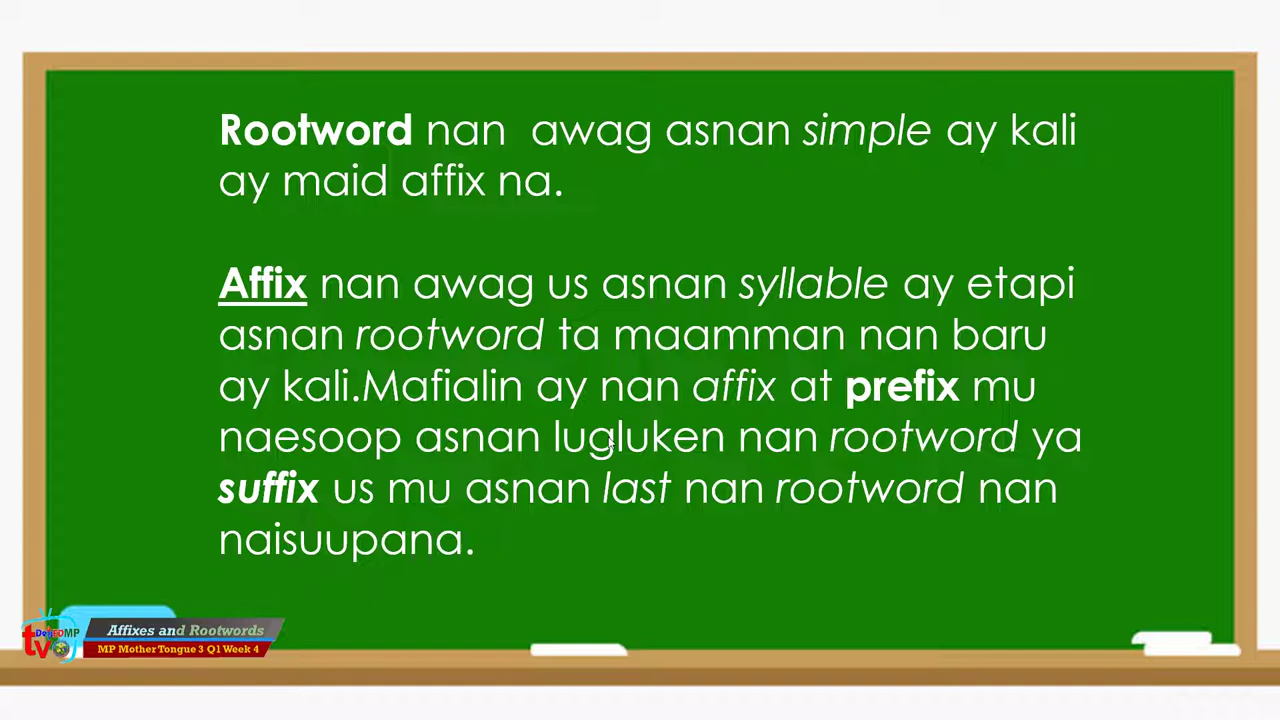 Rootword nan awag asnan simple ay kali
ay maid affix na.
Affix nan awag us asnan syllable ay etapi
asnan rootword ta maamman nan baru
ay kali.Mafialin ay nan affix at prefix mu
naesoop asnan lugluken nan rootword ya
suffix us mu asnan last nan rootword nan
naisuupana.
DepEDMP
tv
Affixes and Rootwords
MP Mother Tongue 3 Q1 Week 4